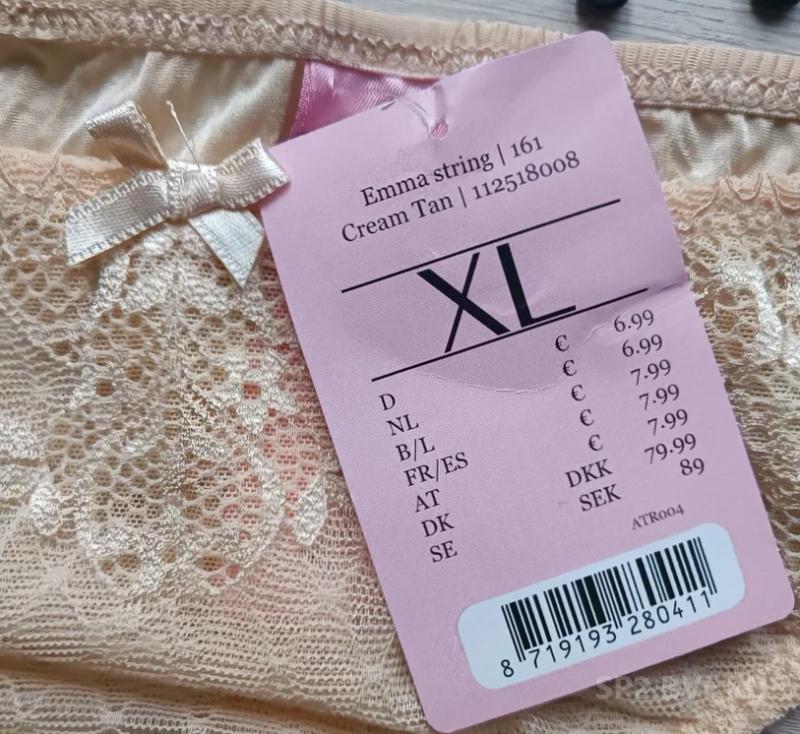 Emma string | 161
Cream Tan | 112518008
XL
D € 6.99
NL € 6.99
B/L € 7.99
FR/ES € 7.99
AT € 7.99
DK DKK 79.99
SE SEK 89
ATR004
8 719193 280411